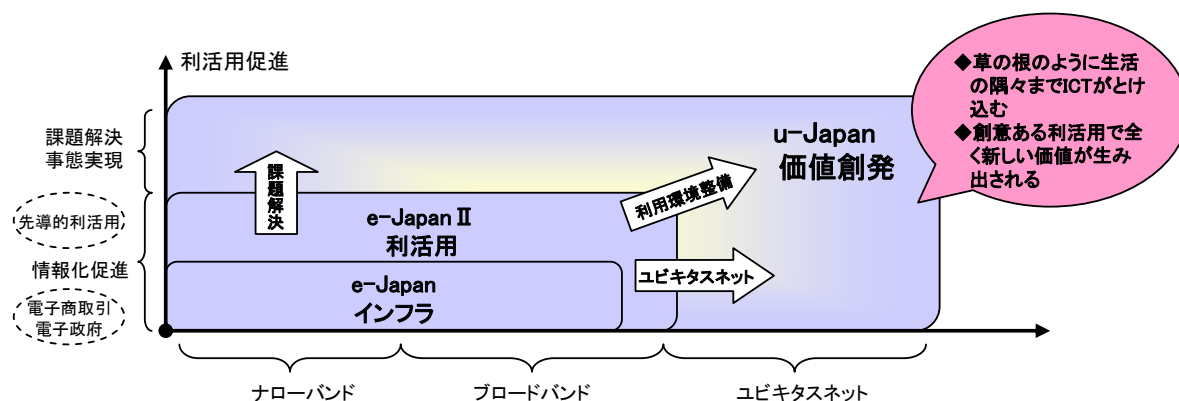 利活用促進
◆草の根のように生活
の隅々までICTがとけ
込む
◆創意ある利活用で全
く新しい価値が生み
出される
課題解決
事態実現
u-Japan
価値創発
課題解決
利用環境整備
先導的利活用
e-Japan Ⅱ
利活用
情報化促進
ユビキタスネット
e-Japan
インフラ
電子商取引
電子政府
ナローバンド
ブロードバンド
ユビキタスネット